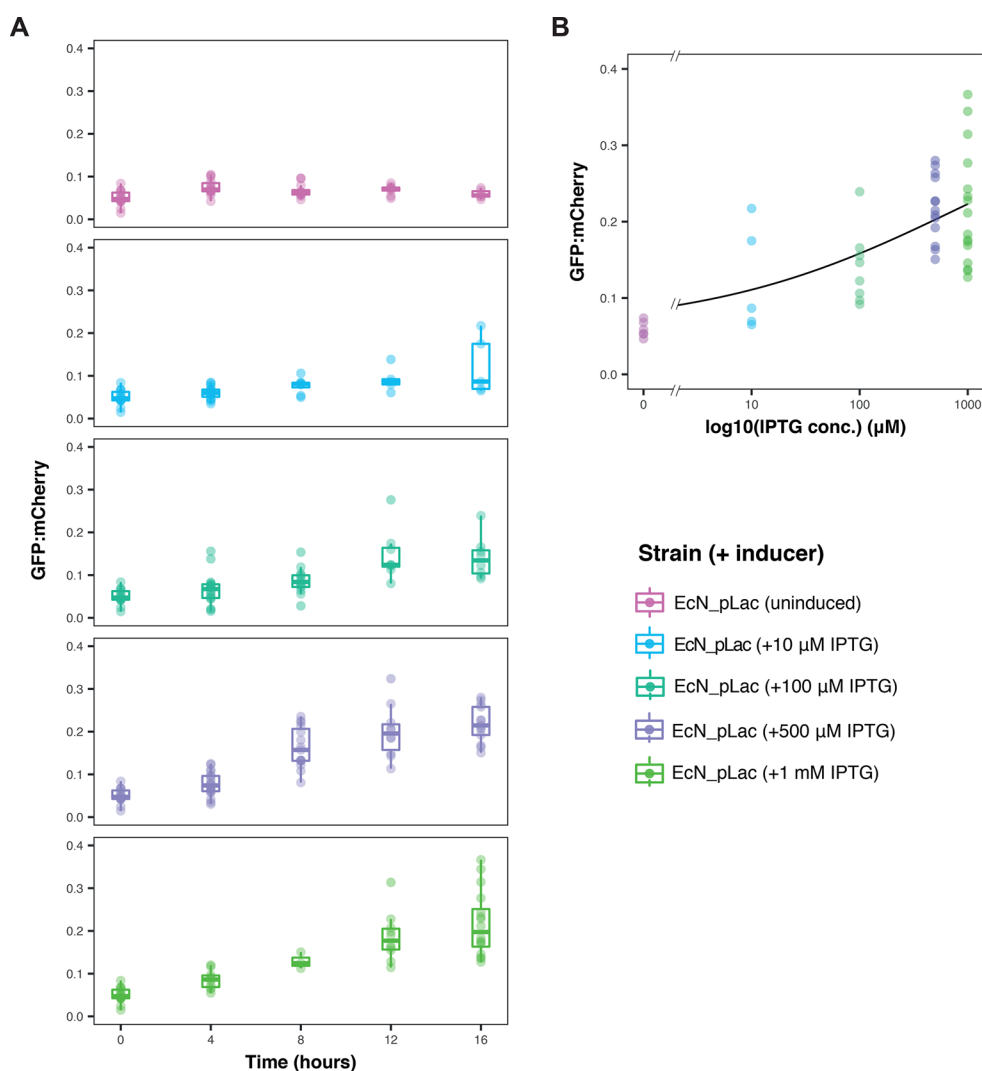 A
0.4
0.3
0.2
0.1
0.0
0.4
0.3
0.2
0.1
0.0
0.4
0.3
0.2
0.1
0.0
0.4
0.3
0.2
0.1
0.0
0.4
0.3
0.2
0.1
0.0
GFP:mCherry
0 4 8 12 16
Time (hours)
B
0.4
0.3
0.2
0.1
0.0
GFP:mCherry
// //
0 10 100 1000
log10(IPTG conc.) (µM)
Strain (+ inducer)
EcN_pLac (uninduced)
EcN_pLac (+10 µM IPTG)
EcN_pLac (+100 µM IPTG)
EcN_pLac (+500 µM IPTG)
EcN_pLac (+1 mM IPTG)